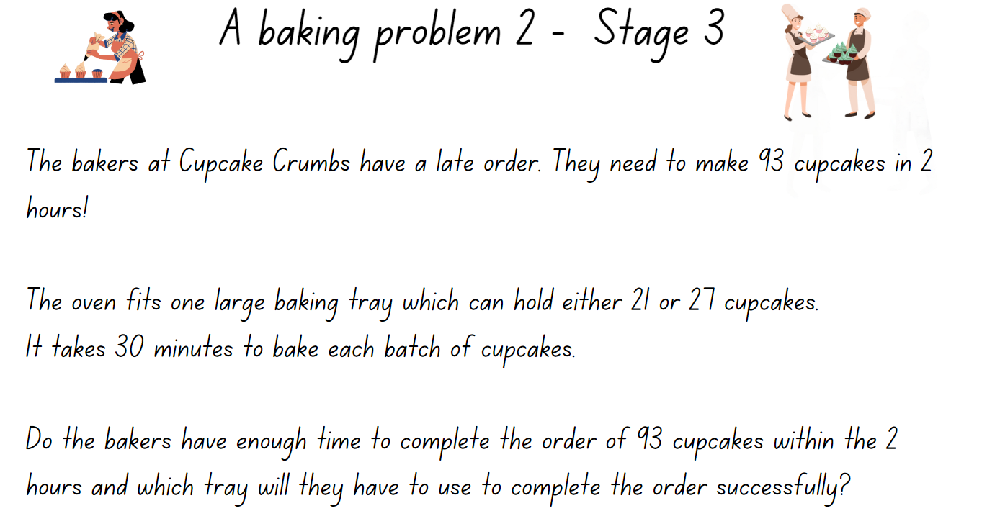 A baking problem 2 - Stage 3
The bakers at Cupcake Crumbs have a late order. They need to make 93 cupcakes in 2
hours!
The oven fits one large baking tray which can hold either 21 or 27 cupcakes.
It takes 30 minutes to bake each batch of cupcakes.
Do the bakers have enough time to complete the order of 93 cupcakes within the 2
hours and which tray will they have to use to complete the order successfully?